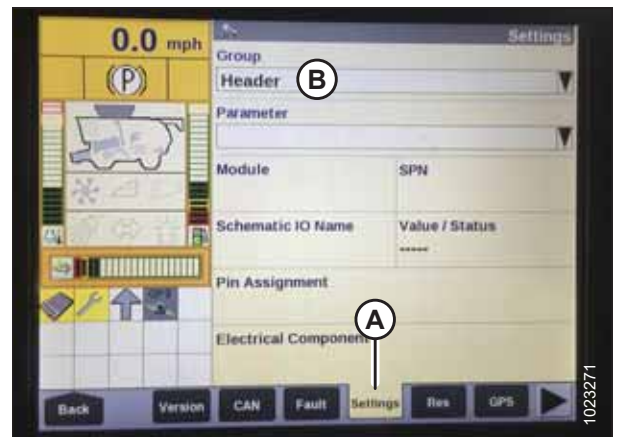 0.0 mph
Settings
Group
(P)
Header
B
Parameter
Module
SPN
Schematic IO Name
Value / Status
-----
Pin Assignment
A
Electrical Component
Back
Version
CAN
Fault
Settings
Res
GPS
1023271